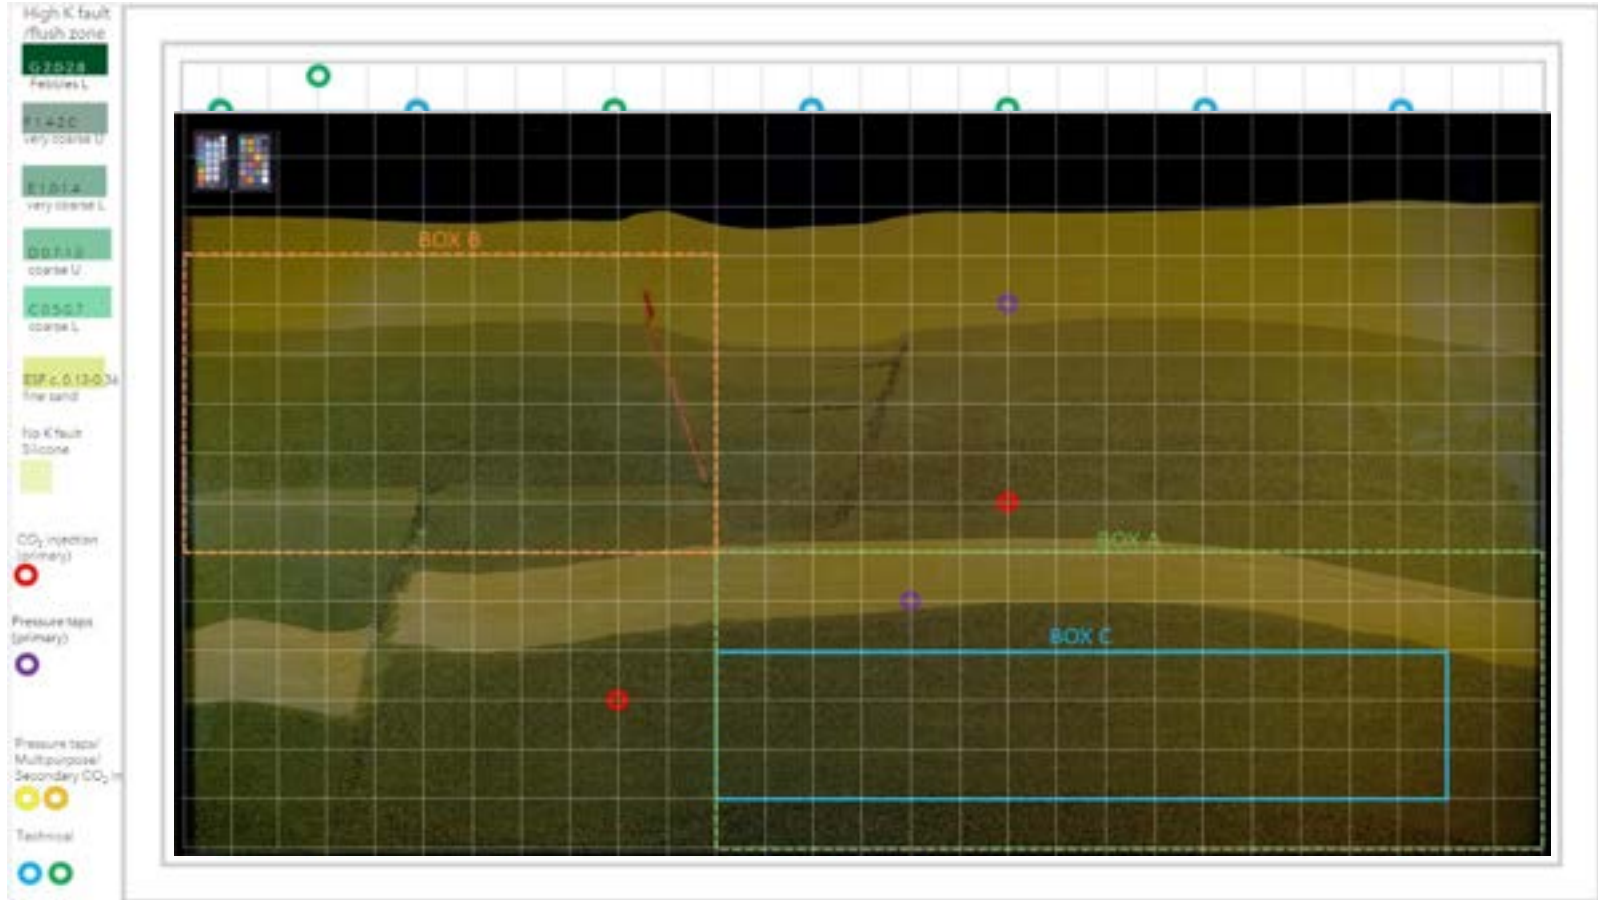 High K fault
/flush zone
G 2.0-2.8
Pebbles L
F 1.4-2.0
very coarse U
E 1.0-1.4
very coarse L
D 0.7-1.0
coarse U
C 0.5-0.7
coarse L
ESF c. 0.13-0.36
fine sand
No K fault
Silicone
CO₂ injection
(primary)
Pressure taps
(primary)
Pressure taps/
Multipurpose/
Secondary CO₂ in
Technical
BOX B
BOX A
BOX C